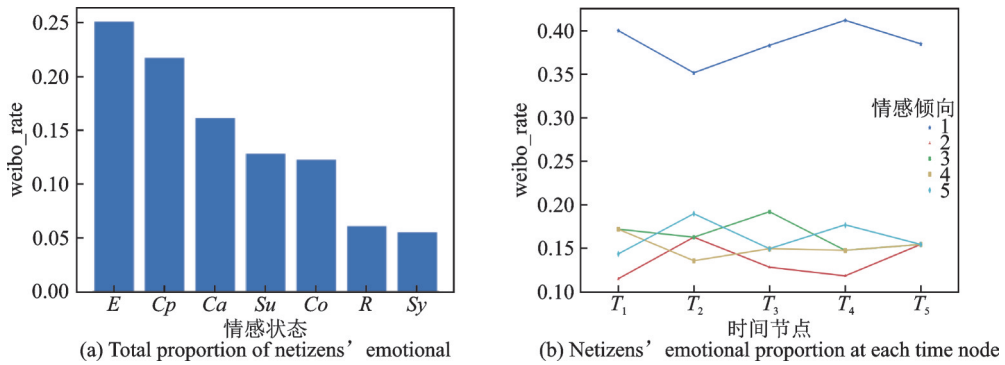 0.25
0.20
0.15
0.10
0.05
0.00
weibo_rate
E Cp Ca Su Co R Sy
情感状态
(a) Total proportion of netizens’ emotional
0.40
0.35
0.30
0.25
0.20
0.15
0.10
weibo_rate
情感倾向
1
2
3
4
5
T1 T2 T3 T4 T5
时间节点
(b) Netizens’ emotional proportion at each time node